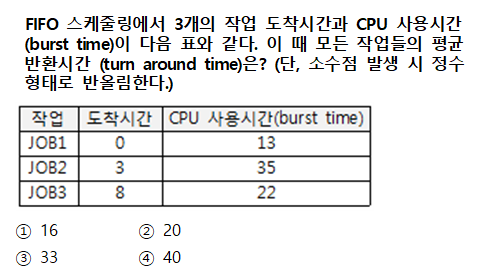 FIFO 스케줄링에서 3개의 작업 도착시간과 CPU 사용시간
(burst time)이 다음 표와 같다. 이 때 모든 작업들의 평균
반환시간 (turn around time)은? (단, 소수점 발생 시 정수
형태로 반올림한다.)
작업 도착시간 CPU 사용시간(burst time)
JOB1 0 13
JOB2 3 35
JOB3 8 22
① 16 ② 20
③ 33 ④ 40